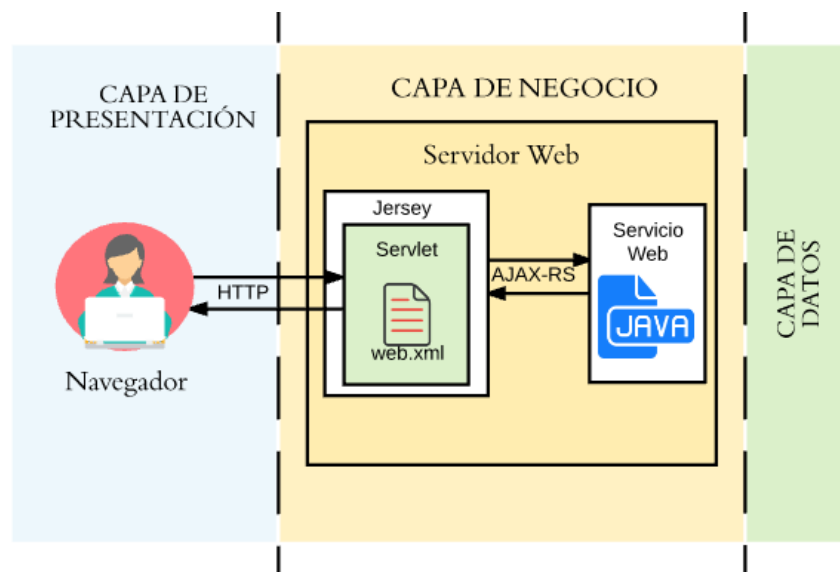 CAPA DE
PRESENTACIÓN
CAPA DE NEGOCIO
Servidor Web
Jersey
Servlet
web.xml
HTTP
AJAX-RS
Servicio
Web
JAVA
Navegador
CAPA DE
DATOS